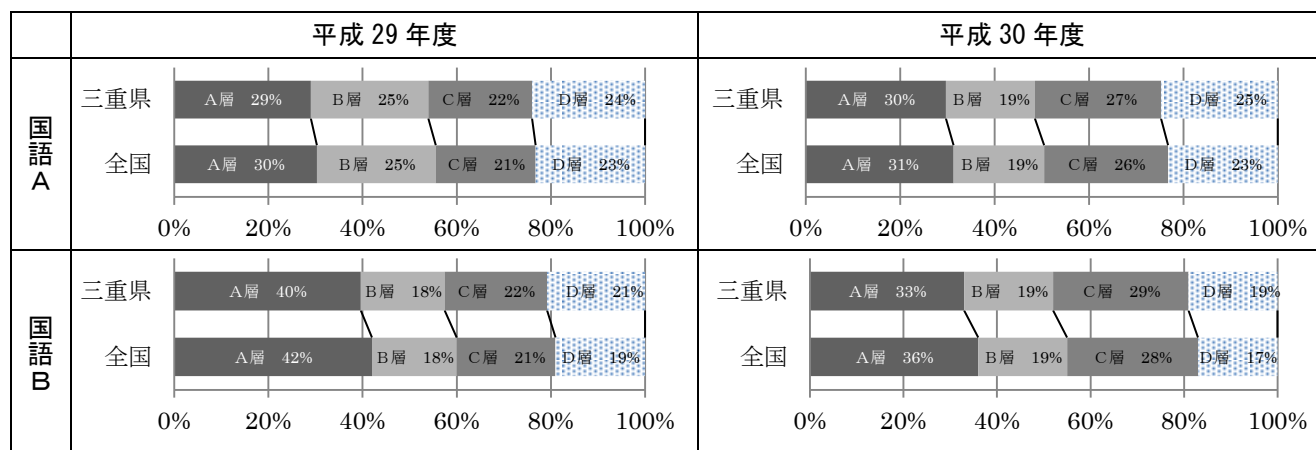 平成 29 年度
平成 30 年度
国語A
三重県
A層 29% B層 25% C層 22% D層 24%
全国
A層 30% B層 25% C層 21% D層 23%
0% 20% 40% 60% 80% 100%
三重県
A層 30% B層 19% C層 27% D層 25%
全国
A層 31% B層 19% C層 26% D層 23%
0% 20% 40% 60% 80% 100%
国語B
三重県
A層 40% B層 18% C層 22% D層 21%
全国
A層 42% B層 18% C層 21% D層 19%
0% 20% 40% 60% 80% 100%
三重県
A層 33% B層 19% C層 29% D層 19%
全国
A層 36% B層 19% C層 28% D層 17%
0% 20% 40% 60% 80% 100%